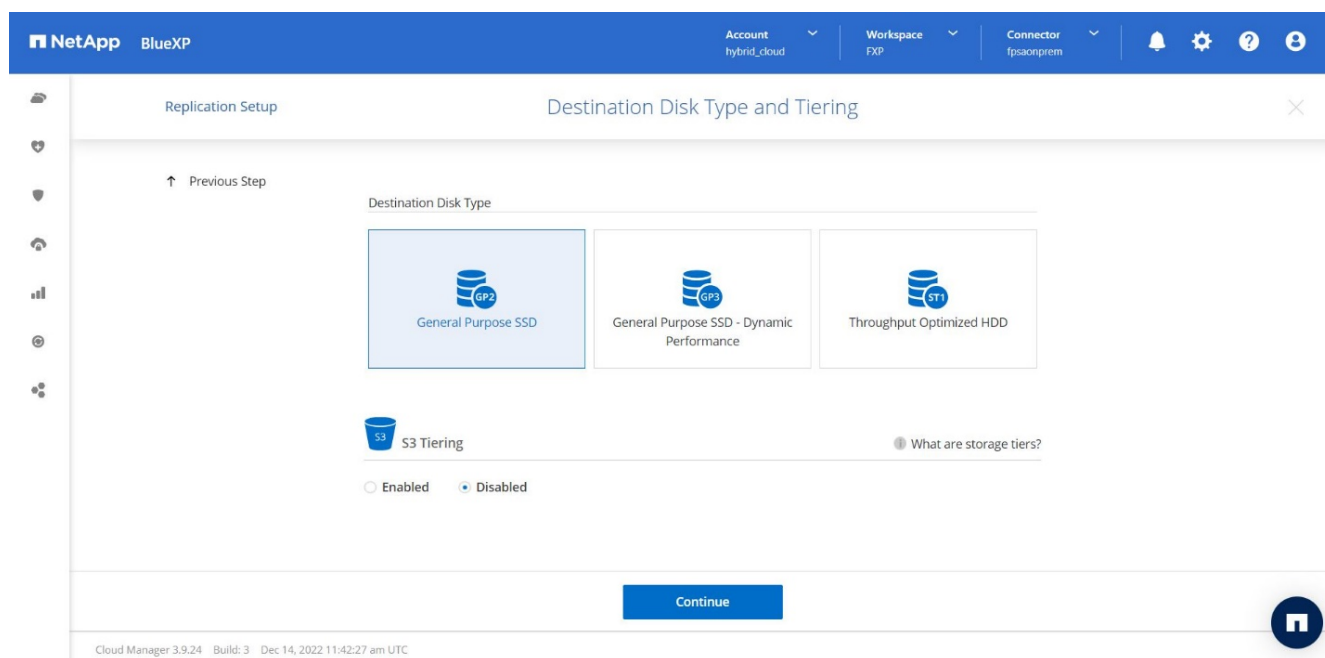 NetApp BlueXP
Account
hybrid_cloud
Workspace
FXP
Connector
fpsaonprem
Replication Setup
Destination Disk Type and Tiering
Previous Step
Destination Disk Type
GP2
General Purpose SSD
GP3
General Purpose SSD - Dynamic
Performance
ST1
Throughput Optimized HDD
S3
S3 Tiering
What are storage tiers?
Enabled
Disabled
Continue
Cloud Manager 3.9.24 Build: 3 Dec 14, 2022 11:42:27 am UTC